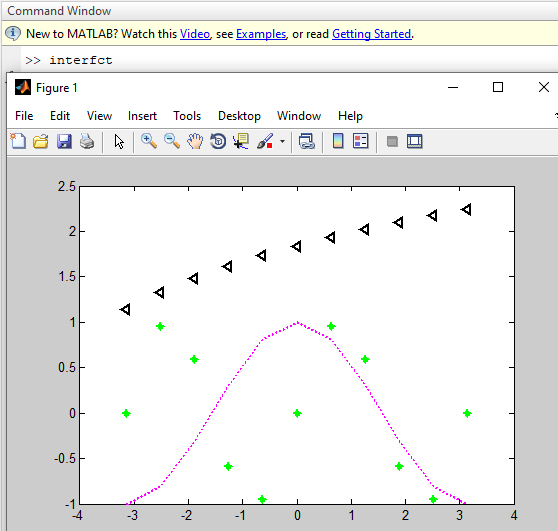 Command Window
New to MATLAB? Watch this Video, see Examples, or read Getting Started.
>> interfct
Figure 1
File Edit View Insert Tools Desktop Window Help
2.5
2
1.5
1
0.5
0
-0.5
-1
-4 -3 -2 -1 0 1 2 3 4